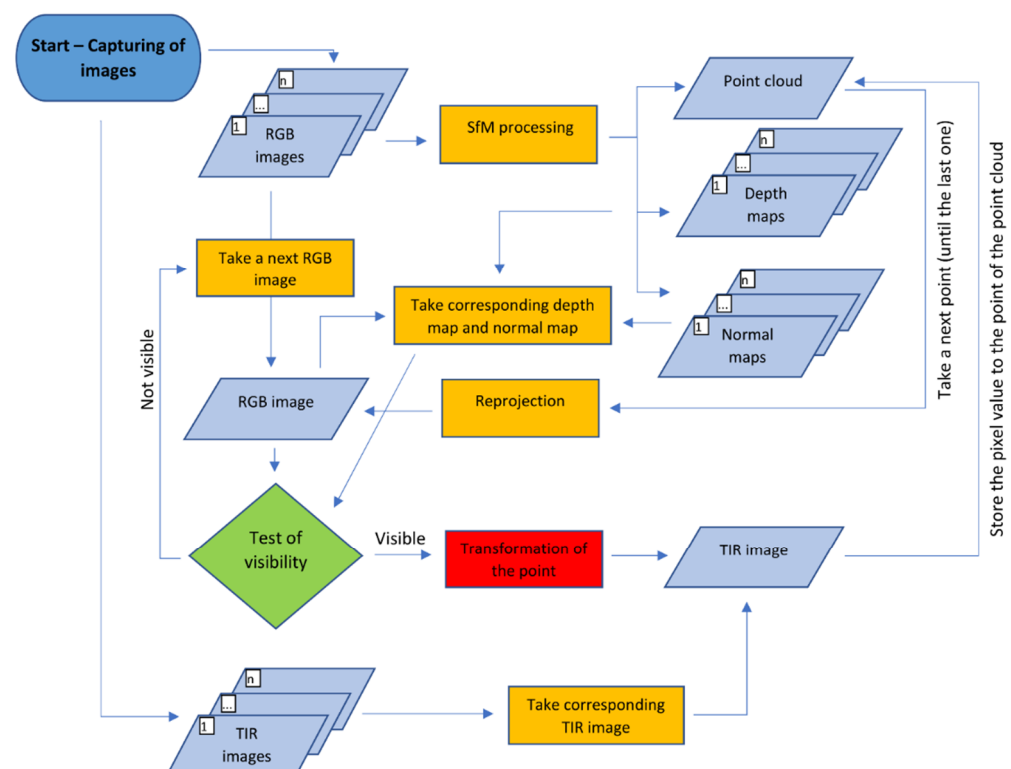 Start – Capturing of
images
n
...
1
RGB
images
SfM processing
Point cloud
n
...
1
Depth
maps
Take a next RGB
image
Take corresponding depth
map and normal map
n
...
1
Normal
maps
Take a next point (until the last one)
Store the pixel value to the point of the point cloud
Not visible
RGB image
Reprojection
Test of
visibility
Visible
Transformation of
the point
TIR image
n
...
1
TIR
images
Take corresponding
TIR image